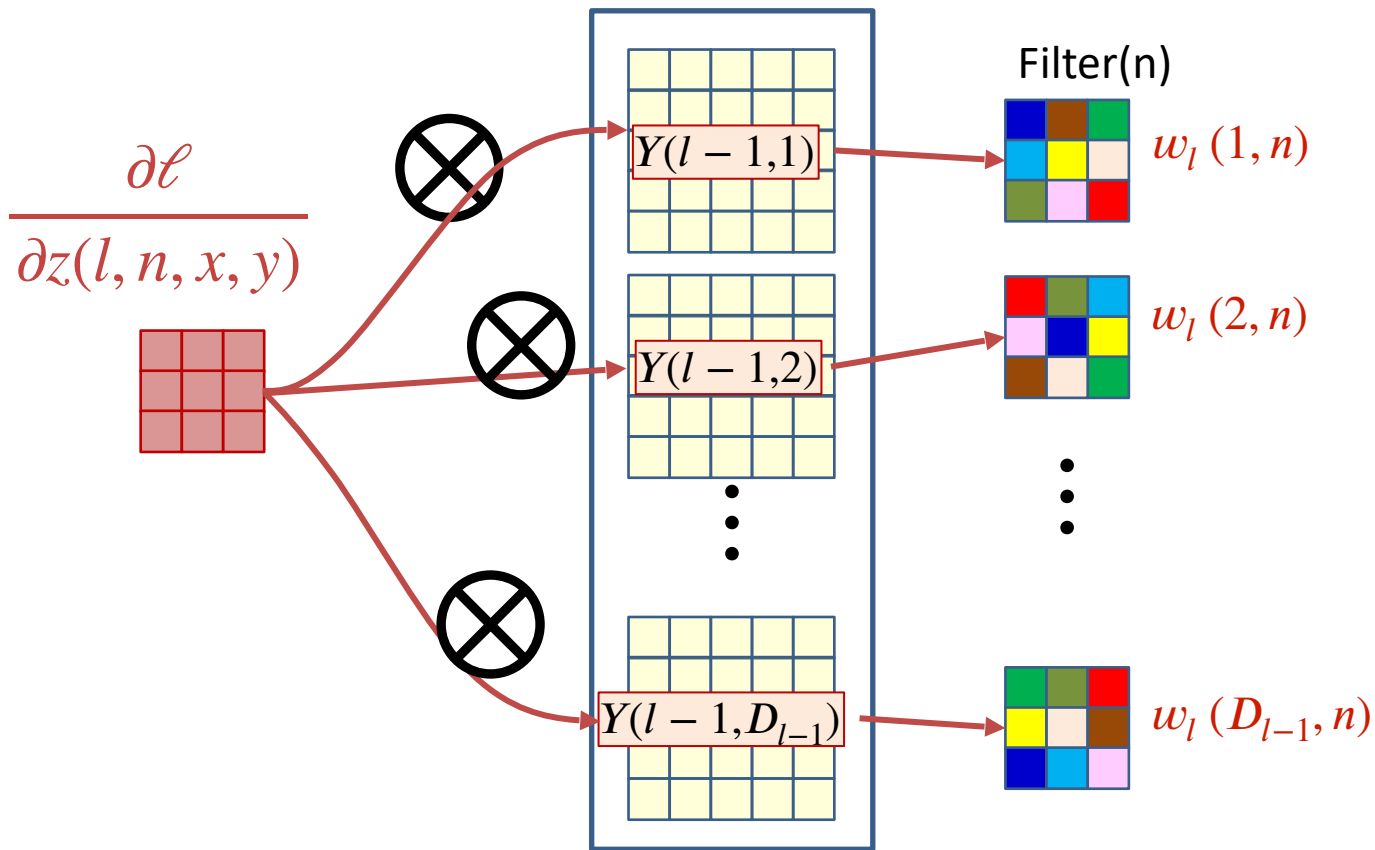 ∂ℓ
∂z(l, n, x, y)
Y(l − 1,1)
Y(l − 1,2)
Y(l − 1,D_{l−1})
Filter(n)
w_l (1, n)
w_l (2, n)
w_l (D_{l−1}, n)